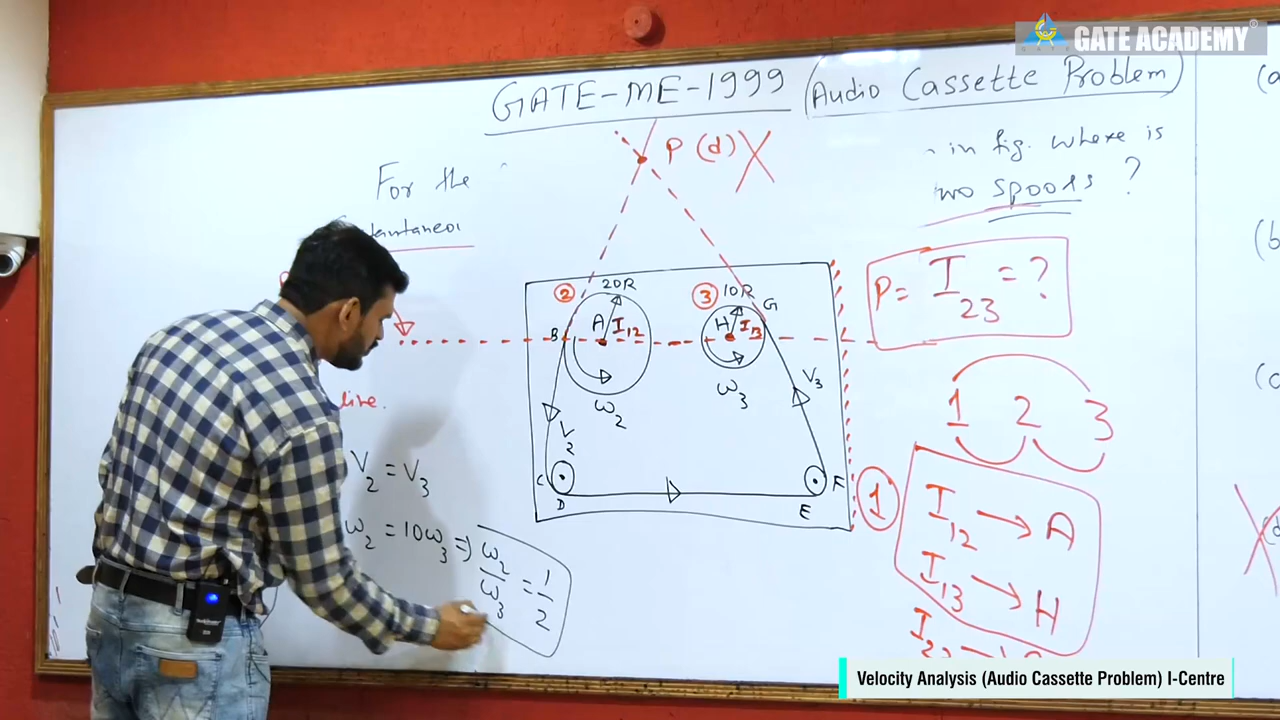 GATE ACADEMY
GATE-ME-1999 (Audio Cassette Problem)
P (d) X
in fig. where is
For the
spools ?
P = I23 = ?
2 20R
3 10R
G
B A I12
H I13
ω2
ω3
V3
V2
C D
E F
line.
V2 = V3
ω2 = 10ω3 ⇒ ω2/ω3 = 1/2
1 2 3
1
I12 → A
I13 → H
Velocity Analysis (Audio Cassette Problem) I-Centre